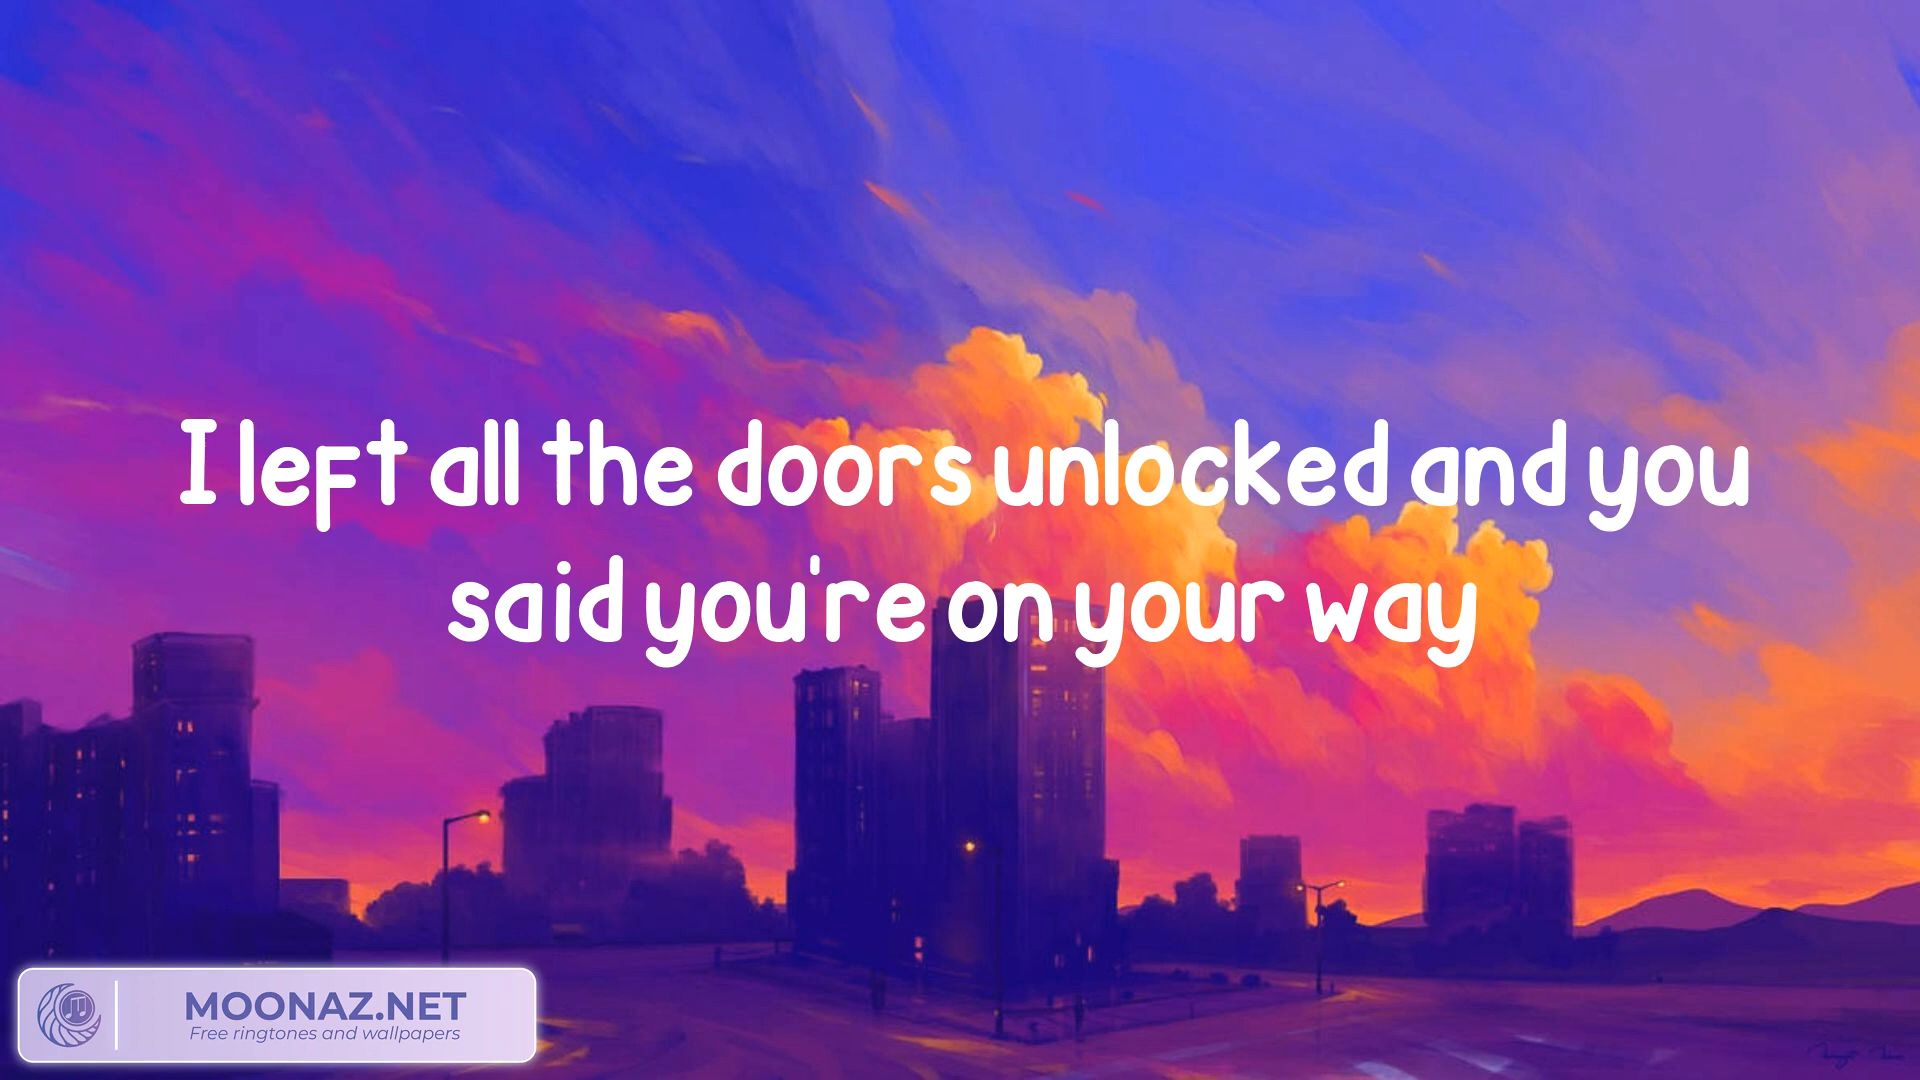 I left all the doors unlocked and you
said you're on your way
MOONAZ.NET
Free ringtones and wallpapers